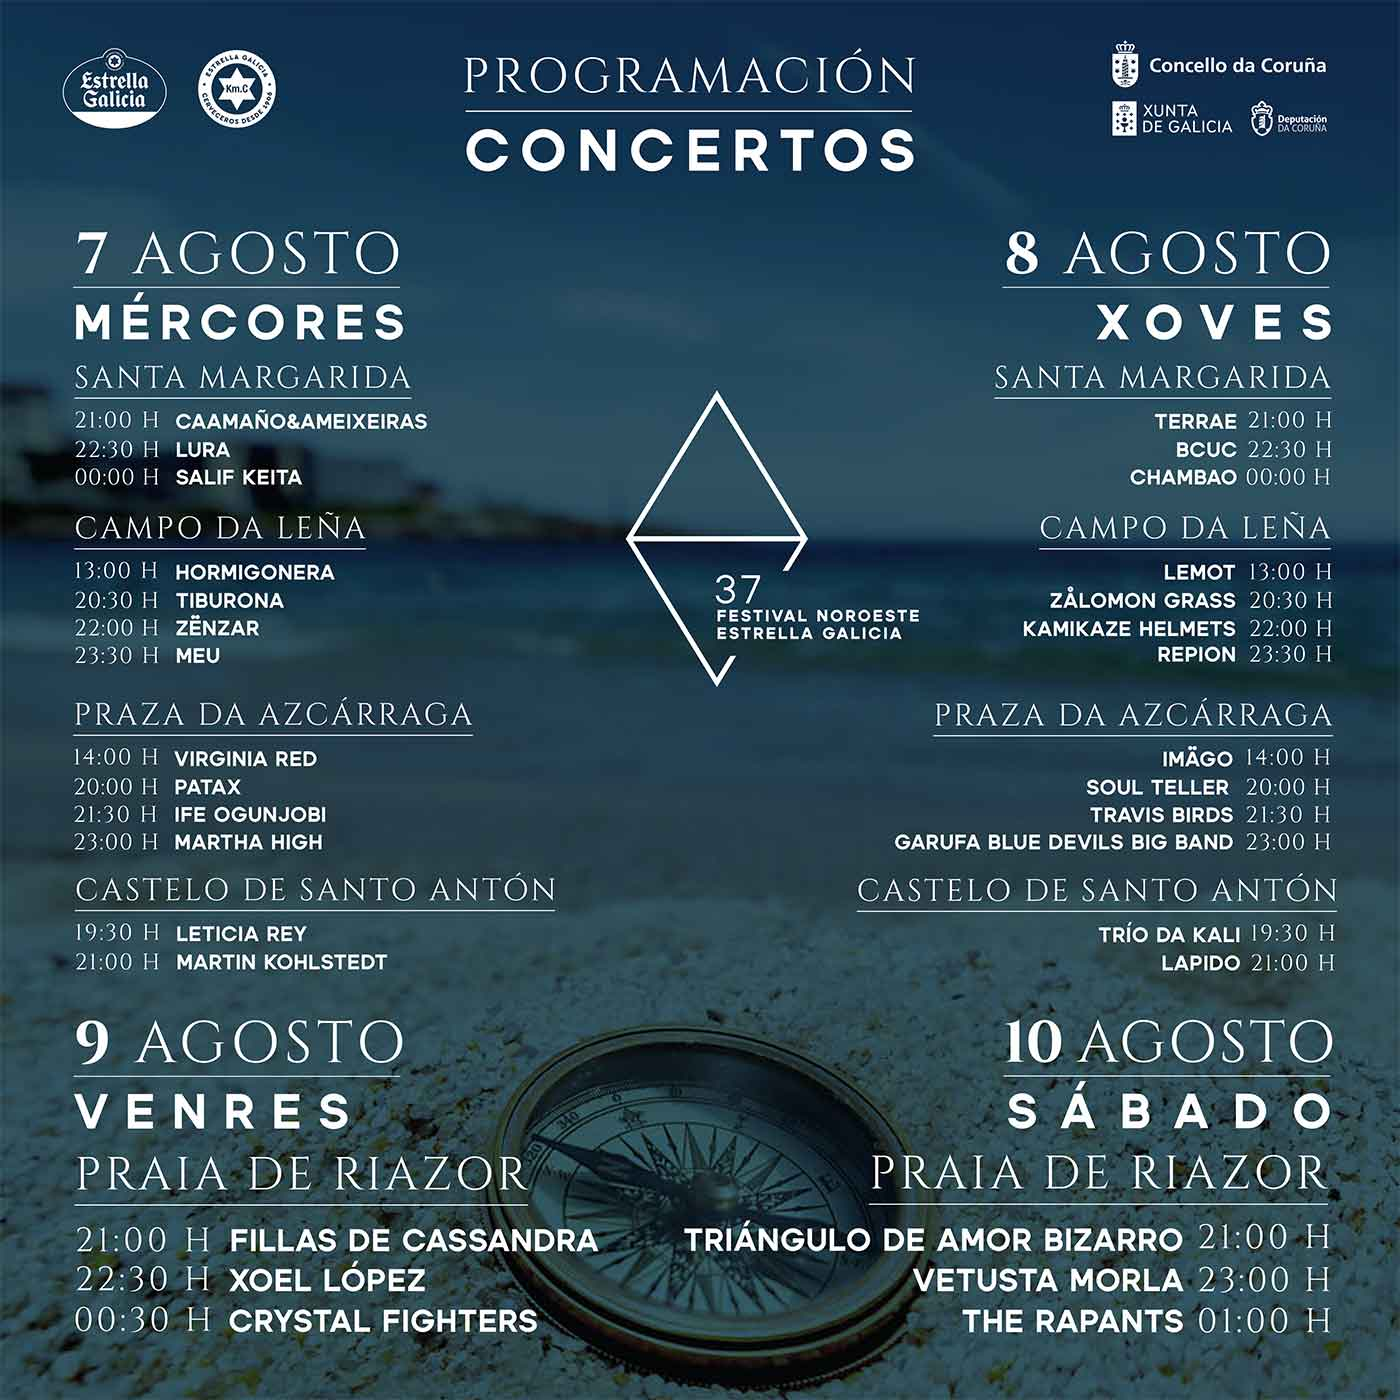 Estrella
Galicia
ESTRELLA GALICIA
Km.C
CERVECEROS DESDE 1906
PROGRAMACIÓN
CONCERTOS
Concello da Coruña
XUNTA
DE GALICIA
Deputación
DA CORUÑA
7 AGOSTO
MÉRCORES
SANTA MARGARIDA
21:00 H CAAMAÑO&AMEIXEIRAS
22:30 H LURA
00:00 H SALIF KEITA
CAMPO DA LEÑA
13:00 H HORMIGONERA
20:30 H TIBURONA
22:00 H ZËNZAR
23:30 H MEU
PRAZA DA AZCÁRRAGA
14:00 H VIRGINIA RED
20:00 H PATAX
21:30 H IFE OGUNJOBI
23:00 H MARTHA HIGH
CASTELO DE SANTO ANTÓN
19:30 H LETICIA REY
21:00 H MARTIN KOHLSTEDT
37
FESTIVAL NOROESTE
ESTRELLA GALICIA
8 AGOSTO
XOVES
SANTA MARGARIDA
TERRAE 21:00 H
BCUC 22:30 H
CHAMBAO 00:00 H
CAMPO DA LEÑA
LEMOT 13:00 H
ZÅLOMON GRASS 20:30 H
KAMIKAZE HELMETS 22:00 H
REPION 23:30 H
PRAZA DA AZCÁRRAGA
IMÄGO 14:00 H
SOUL TELLER 20:00 H
TRAVIS BIRDS 21:30 H
GARUFA BLUE DEVILS BIG BAND 23:00 H
CASTELO DE SANTO ANTÓN
TRÍO DA KALI 19:30 H
LAPIDO 21:00 H
9 AGOSTO
VENRES
PRAIA DE RIAZOR
21:00 H FILLAS DE CASSANDRA
22:30 H XOEL LÓPEZ
00:30 H CRYSTAL FIGHTERS
10 AGOSTO
SÁBADO
PRAIA DE RIAZOR
TRIÁNGULO DE AMOR BIZARRO 21:00 H
VETUSTA MORLA 23:00 H
THE RAPANTS 01:00 H